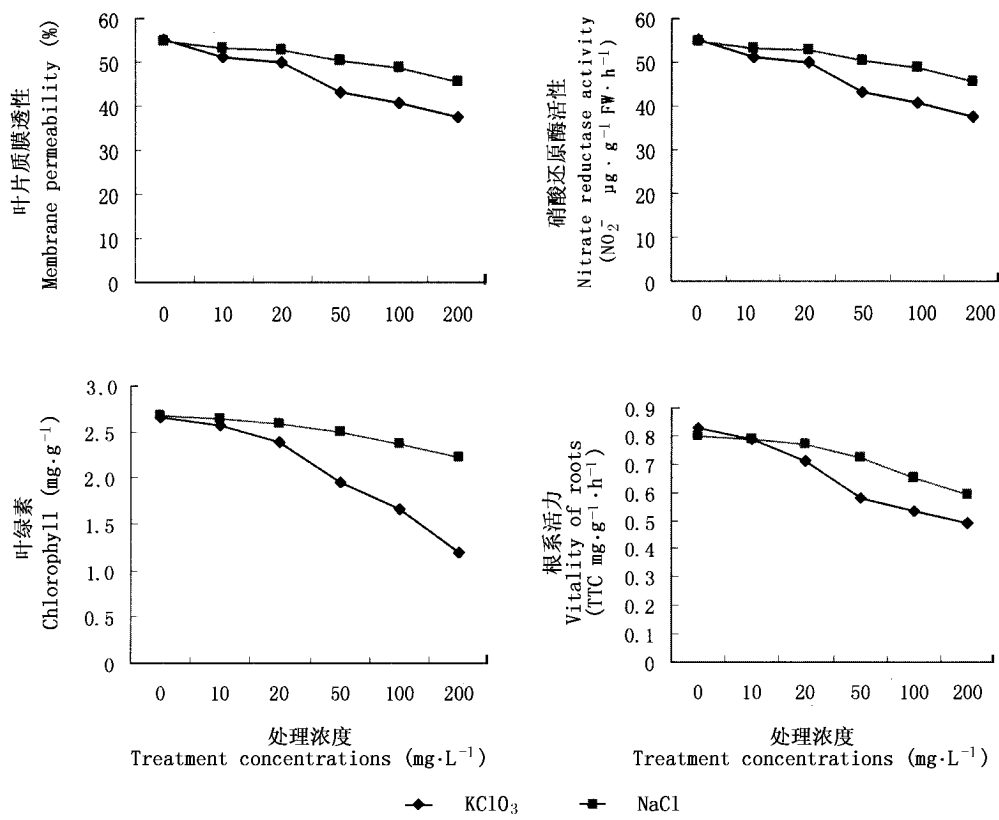 叶片质膜透性
Membrane permeability (%)
60
50
40
30
20
10
0
0 10 20 50 100 200
硝酸还原酶活性
Nitrate reductase activity
(NO₂⁻ μg·g⁻¹ FW·h⁻¹)
60
50
40
30
20
10
0
0 10 20 50 100 200
叶绿素
Chlorophyll (mg·g⁻¹)
3.0
2.5
2.0
1.5
1.0
0.5
0
0 10 20 50 100 200
处理浓度
Treatment concentrations (mg·L⁻¹)
根系活力
Vitality of roots
(TTC mg·g⁻¹·h⁻¹)
0.9
0.8
0.7
0.6
0.5
0.4
0.3
0.2
0.1
0
0 10 20 50 100 200
处理浓度
Treatment concentrations (mg·L⁻¹)
KClO₃ NaCl